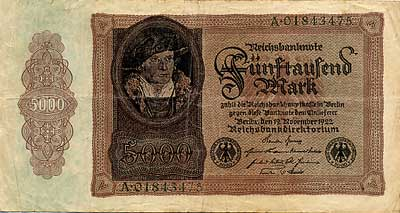 A·01843475
Reichsbanknote
5000
Fünftausend
Mark
zahlt die Reichsbankhauptkasse in Berlin
gegen diese Banknote dem Einlieferer
Berlin, den 19. November 1922
Reichsbankdirektorium
5000
A·01843475